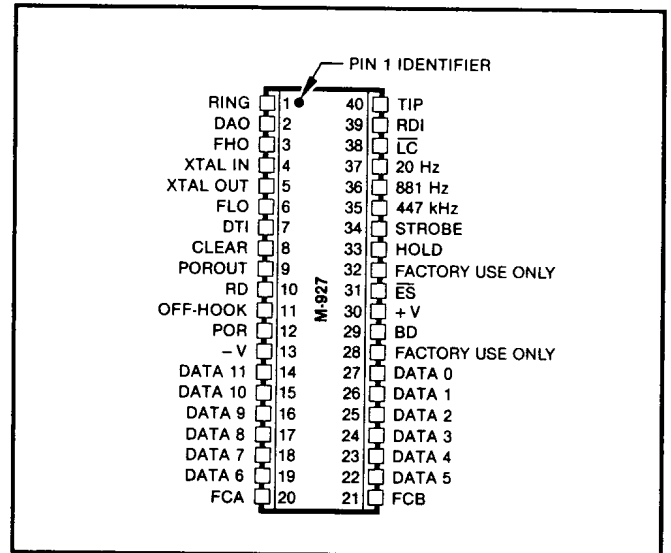 PIN 1 IDENTIFIER
RING 1 40 TIP
DAO 2 39 RDI
FHO 3 38 L̅C̅
XTAL IN 4 37 20 Hz
XTAL OUT 5 36 881 Hz
FLO 6 35 447 kHz
DTI 7 34 STROBE
CLEAR 8 33 HOLD
POROUT 9 32 FACTORY USE ONLY
RD 10 31 E̅S̅
OFF-HOOK 11 30 + V
POR 12 29 BD
– V 13 28 FACTORY USE ONLY
DATA 11 14 27 DATA 0
DATA 10 15 26 DATA 1
DATA 9 16 25 DATA 2
DATA 8 17 24 DATA 3
DATA 7 18 23 DATA 4
DATA 6 19 22 DATA 5
FCA 20 21 FCB
M-927